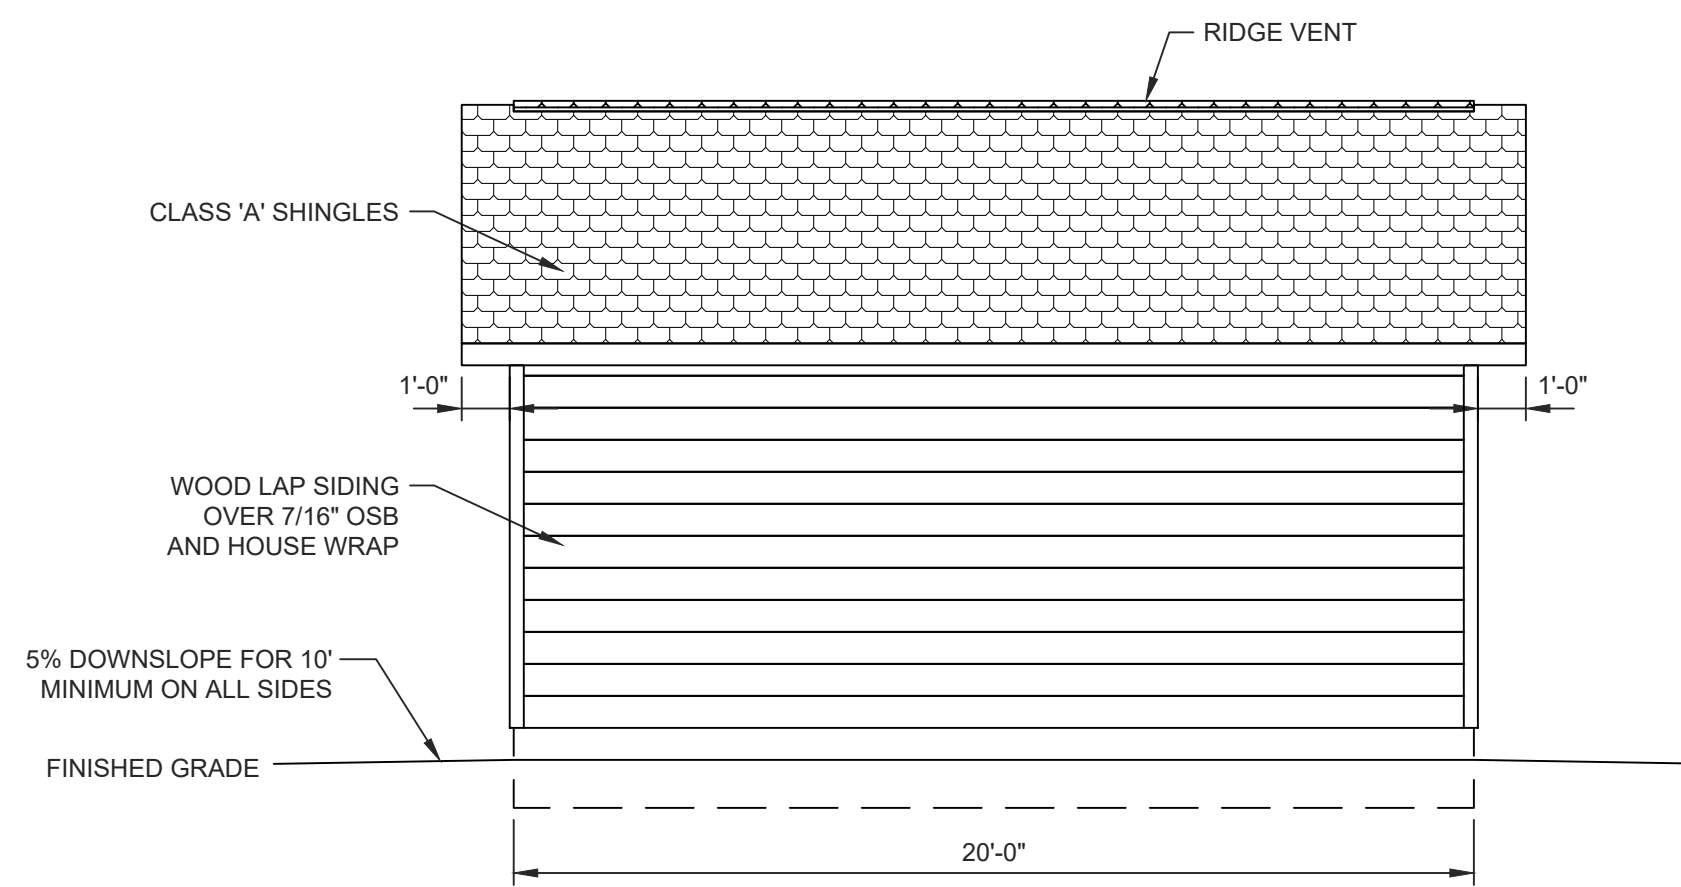 RIDGE VENT
CLASS 'A' SHINGLES
1'-0"
1'-0"
WOOD LAP SIDING
OVER 7/16" OSB
AND HOUSE WRAP
5% DOWNSLOPE FOR 10'
MINIMUM ON ALL SIDES
FINISHED GRADE
20'-0"